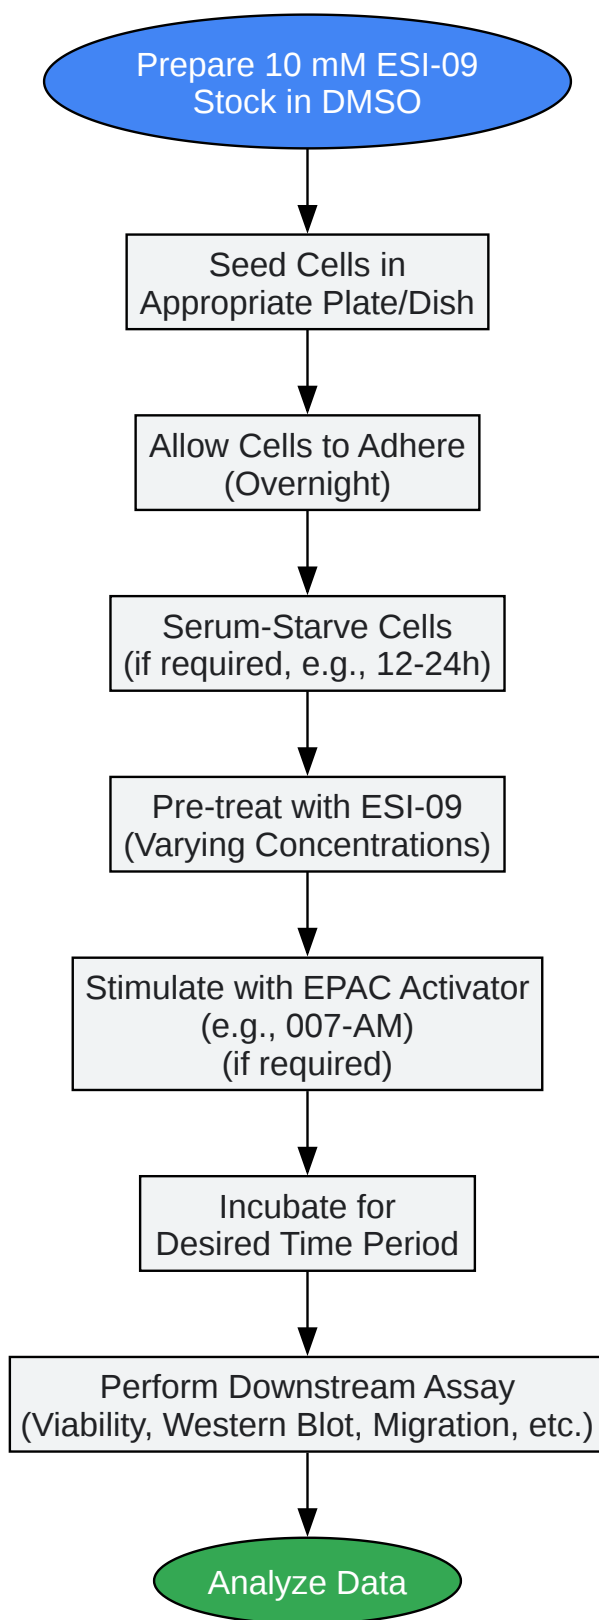 Prepare 10 mM ESI-09
Stock in DMSO
Seed Cells in
Appropriate Plate/Dish
Allow Cells to Adhere
(Overnight)
Serum-Starve Cells
(if required, e.g., 12-24h)
Pre-treat with ESI-09
(Varying Concentrations)
Stimulate with EPAC Activator
(e.g., 007-AM)
(if required)
Incubate for
Desired Time Period
Perform Downstream Assay
(Viability, Western Blot, Migration, etc.)
Analyze Data